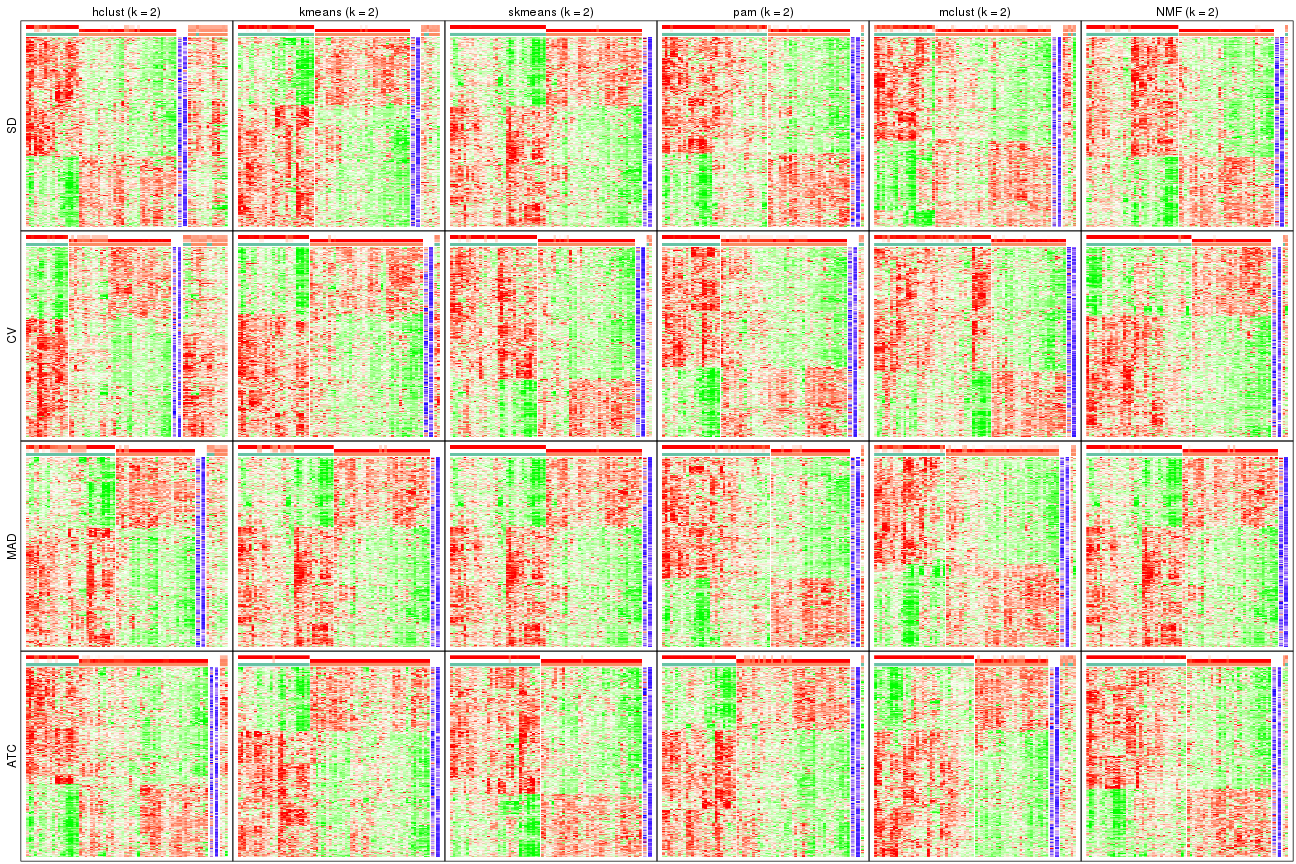 hclust (k = 2)
kmeans (k = 2)
skmeans (k = 2)
pam (k = 2)
mclust (k = 2)
NMF (k = 2)
SD
CV
MAD
ATC